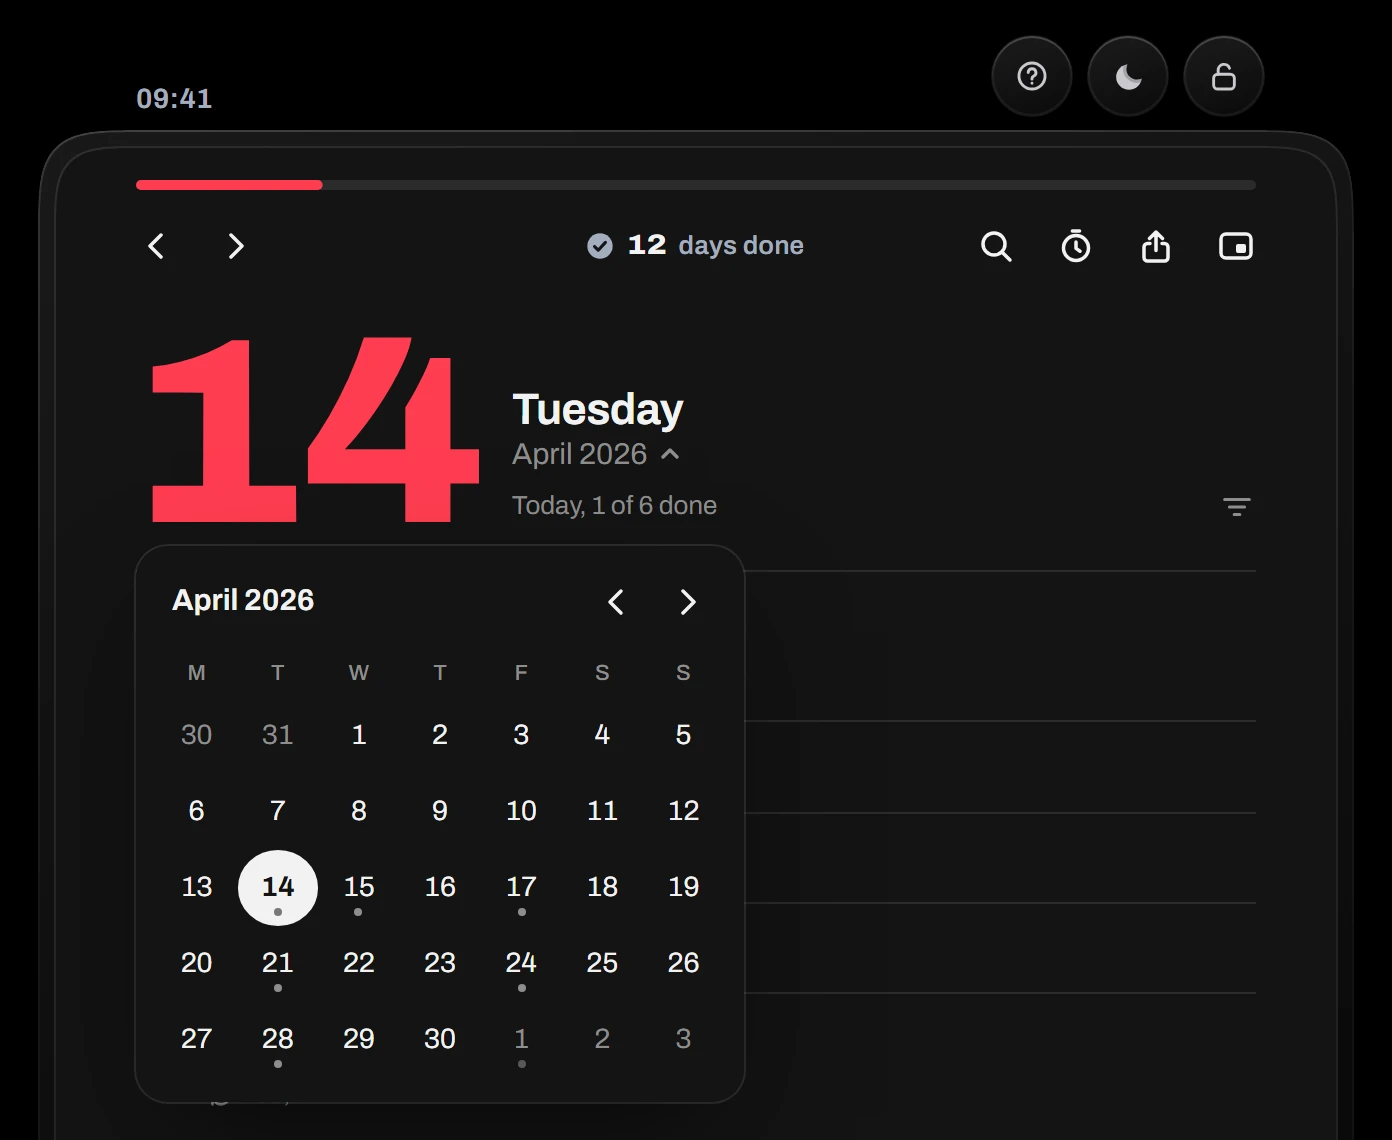 09:41
12 days done
14
Tuesday
April 2026
Today, 1 of 6 done
April 2026
M T W T F S S
30 31 1 2 3 4 5
6 7 8 9 10 11 12
13 14 15 16 17 18 19
20 21 22 23 24 25 26
27 28 29 30 1 2 3